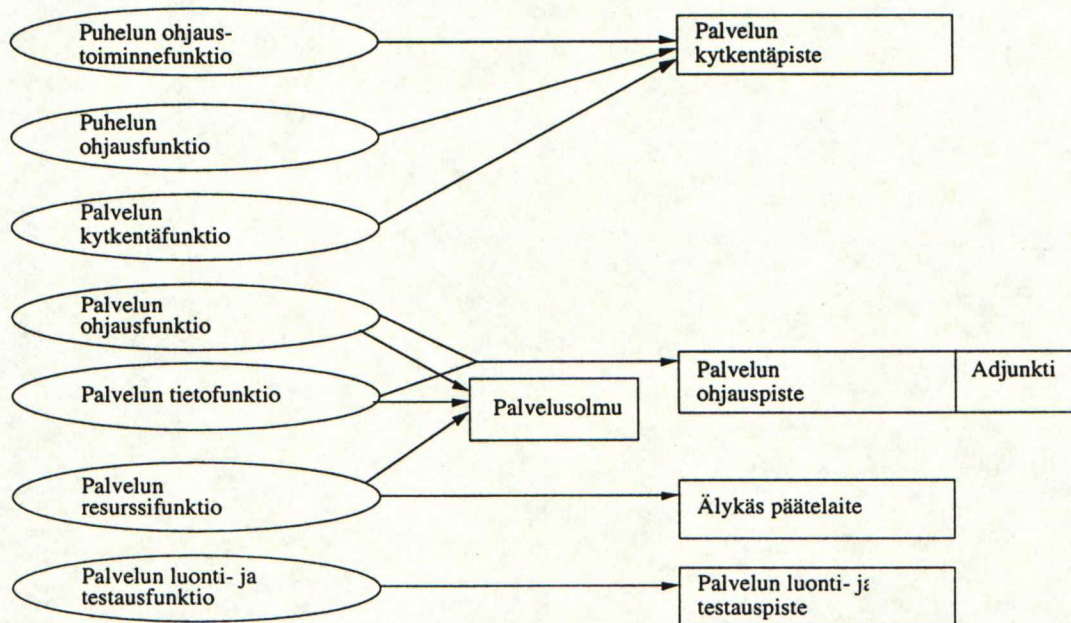 Puhelun ohjaus-
toiminnefunktio
Palvelun
kytkentäpiste
Puhelun
ohjausfunktio
Palvelun
kytkentäfunktio
Palvelun
ohjausfunktio
Palvelun tietofunktio
Palvelusolmu
Palvelun
ohjauspiste
Adjunkti
Palvelun
resurssifunktio
Älykäs päätelaite
Palvelun luonti- ja
testausfunktio
Palvelun luonti- ja
testauspiste